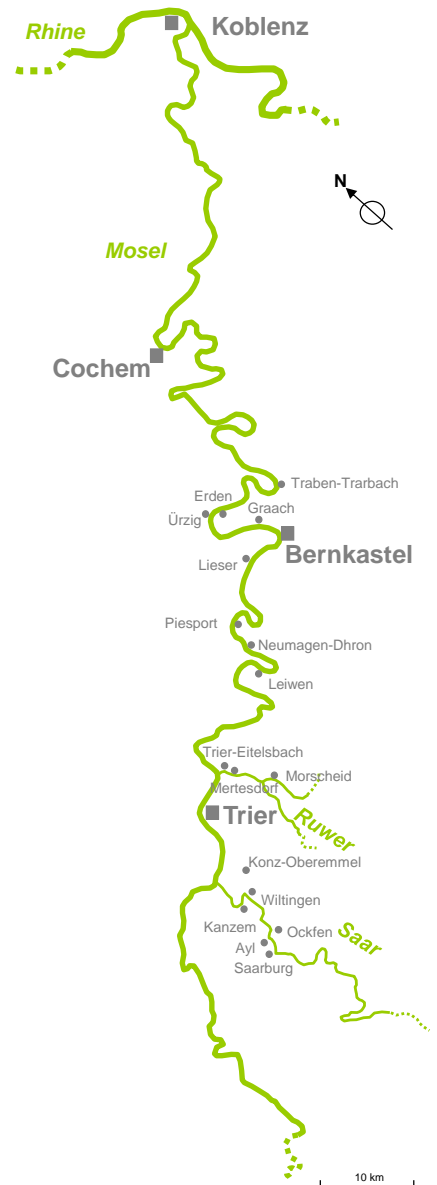 Rhine
Koblenz
N
Mosel
Cochem
Traben-Trarbach
Erden
Graach
Ürzig
Bernkastel
Lieser
Piesport
Neumagen-Dhron
Leiwen
Trier-Eitelsbach
Morscheid
Mertesdorf
Trier
Ruwer
Konz-Oberemmel
Wiltingen
Kanzem
Ockfen
Saar
Ayl
Saarburg
10 km